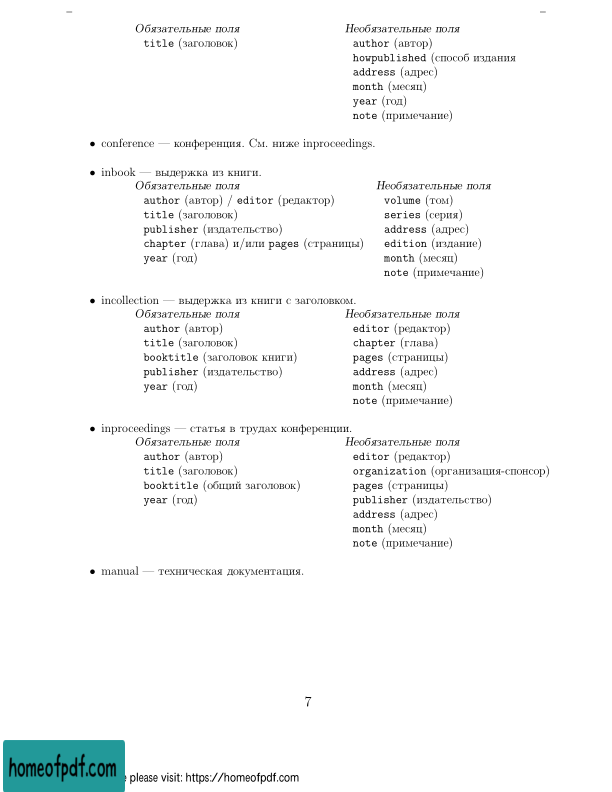 Обязательные поля Необязательные поля
title (заголовок) author (автор)
howpublished (способ издания
address (адрес)
month (месяц)
year (год)
note (примечание)
• conference — конференция. См. ниже inproceedings.
• inbook — выдержка из книги.
Обязательные поля Необязательные поля
author (автор) / editor (редактор) volume (том)
title (заголовок) series (серия)
publisher (издательство) address (адрес)
chapter (глава) и/или pages (страницы) edition (издание)
year (год) month (месяц)
note (примечание)
• incollection — выдержка из книги с заголовком.
Обязательные поля Необязательные поля
author (автор) editor (редактор)
title (заголовок) chapter (глава)
booktitle (заголовок книги) pages (страницы)
publisher (издательство) address (адрес)
year (год) month (месяц)
note (примечание)
• inproceedings — статья в трудах конференции.
Обязательные поля Необязательные поля
author (автор) editor (редактор)
title (заголовок) organization (организация-спонсор)
booktitle (общий заголовок) pages (страницы)
year (год) publisher (издательство)
address (адрес)
month (месяц)
note (примечание)
• manual — техническая документация.
7
homeofpdf.com
please visit: https://homeofpdf.com